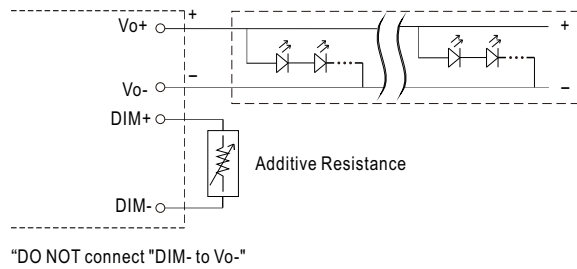 Vo+
+
+
Vo-
−
−
DIM+
Additive Resistance
DIM-
“DO NOT connect "DIM- to Vo-"